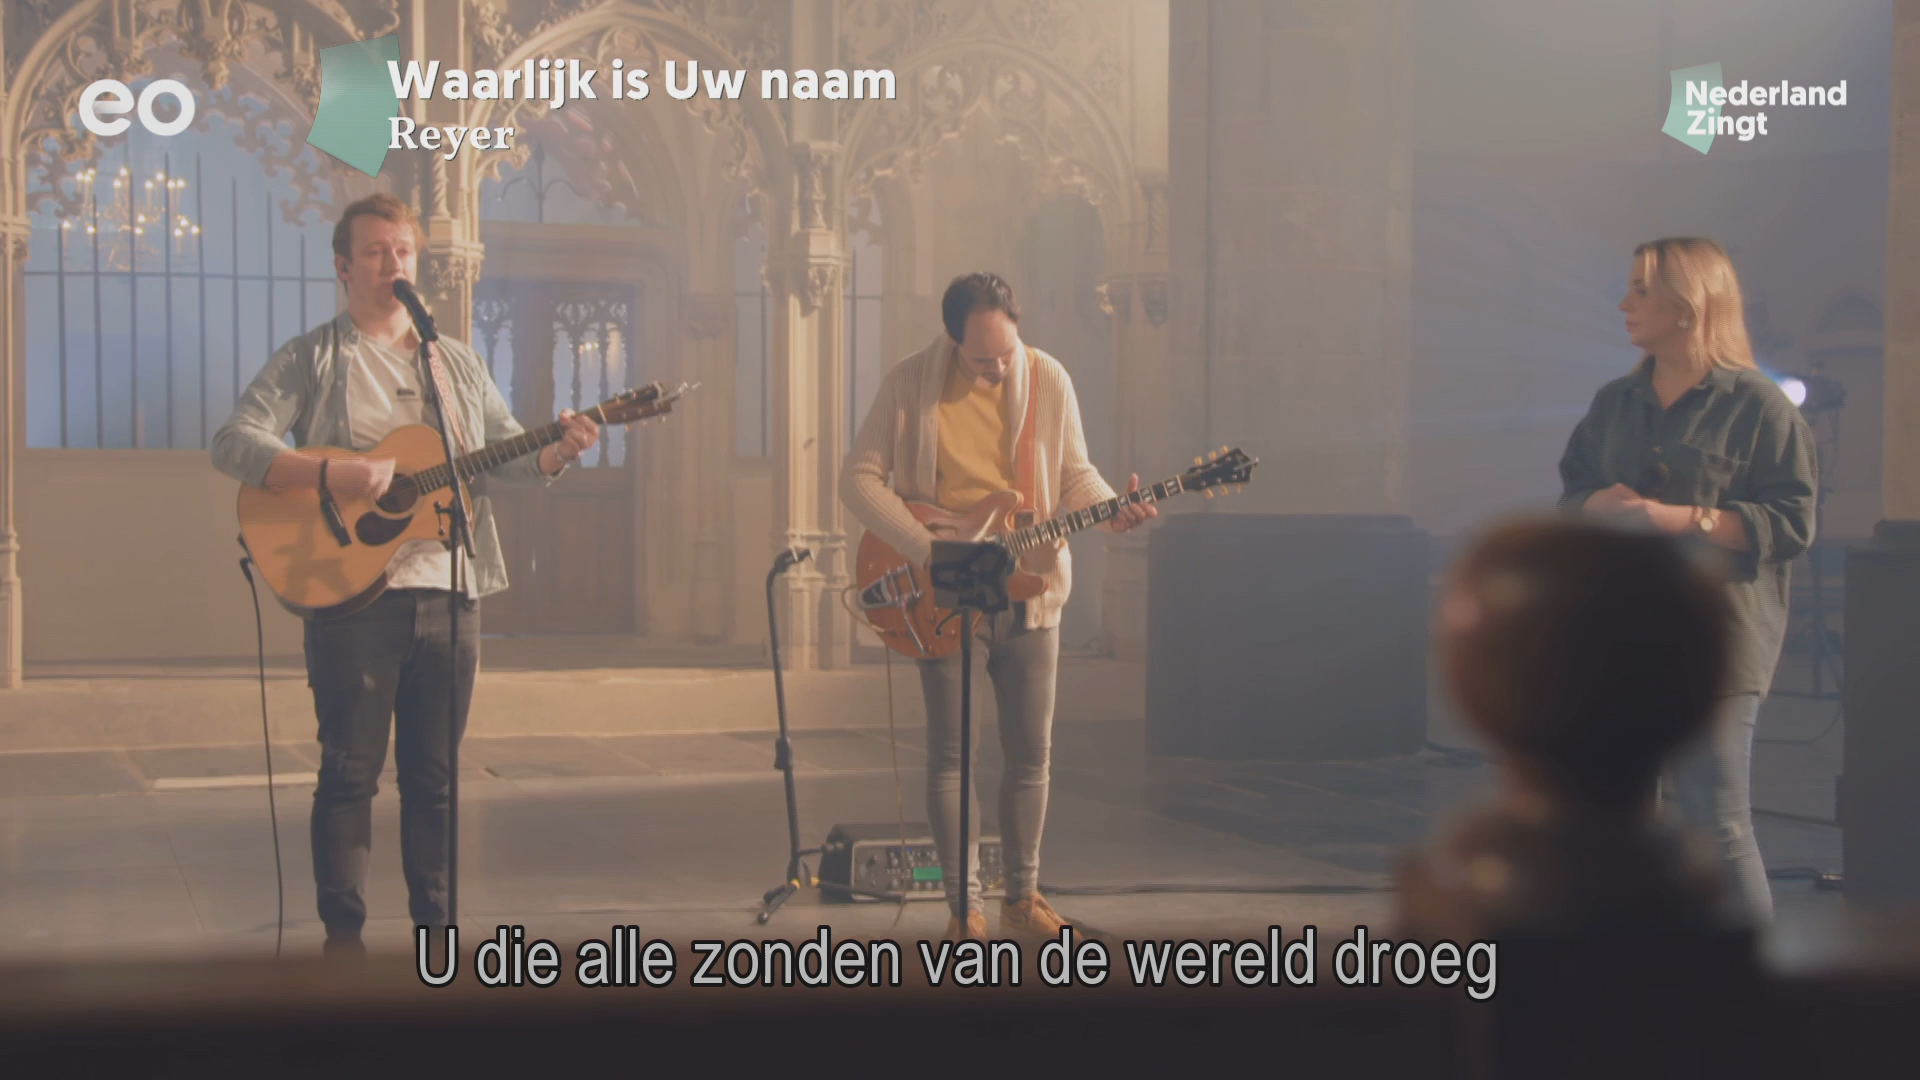 eo
Waarlijk is Uw naam
Reyer
Nederland
Zingt
U die alle zonden van de wereld droeg